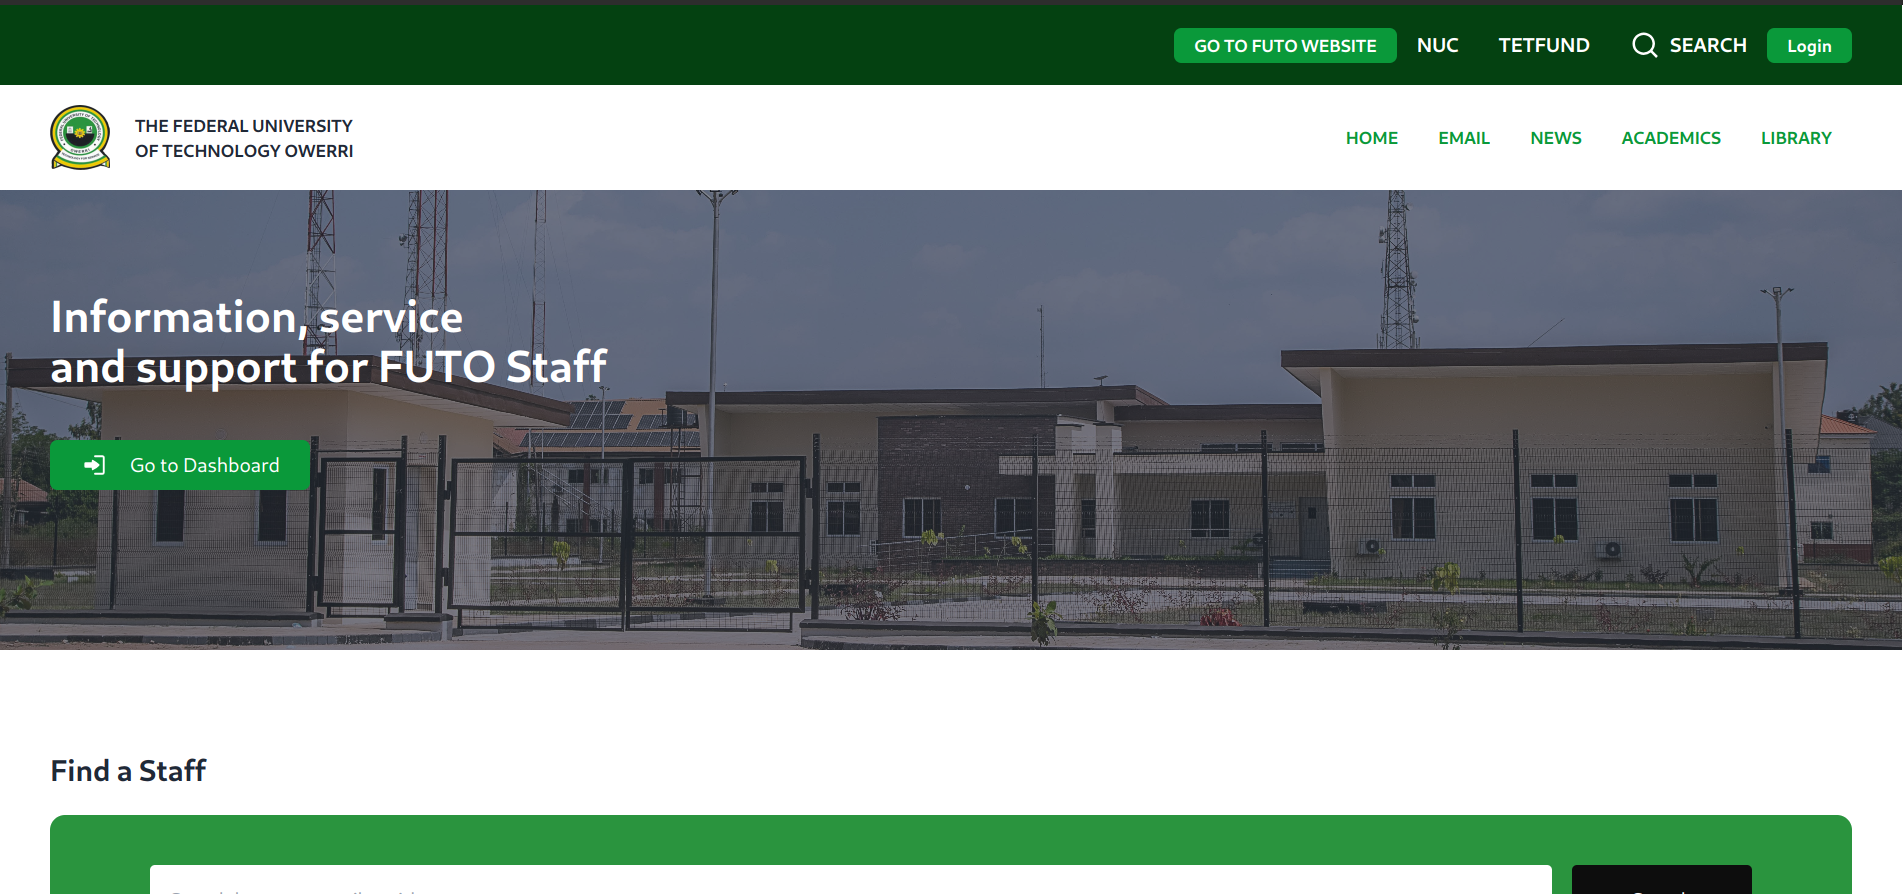 GO TO FUTO WEBSITE
NUC
TETFUND
SEARCH
Login
THE FEDERAL UNIVERSITY
OF TECHNOLOGY OWERRI
HOME
EMAIL
NEWS
ACADEMICS
LIBRARY
Information, service
and support for FUTO Staff
Go to Dashboard
Find a Staff